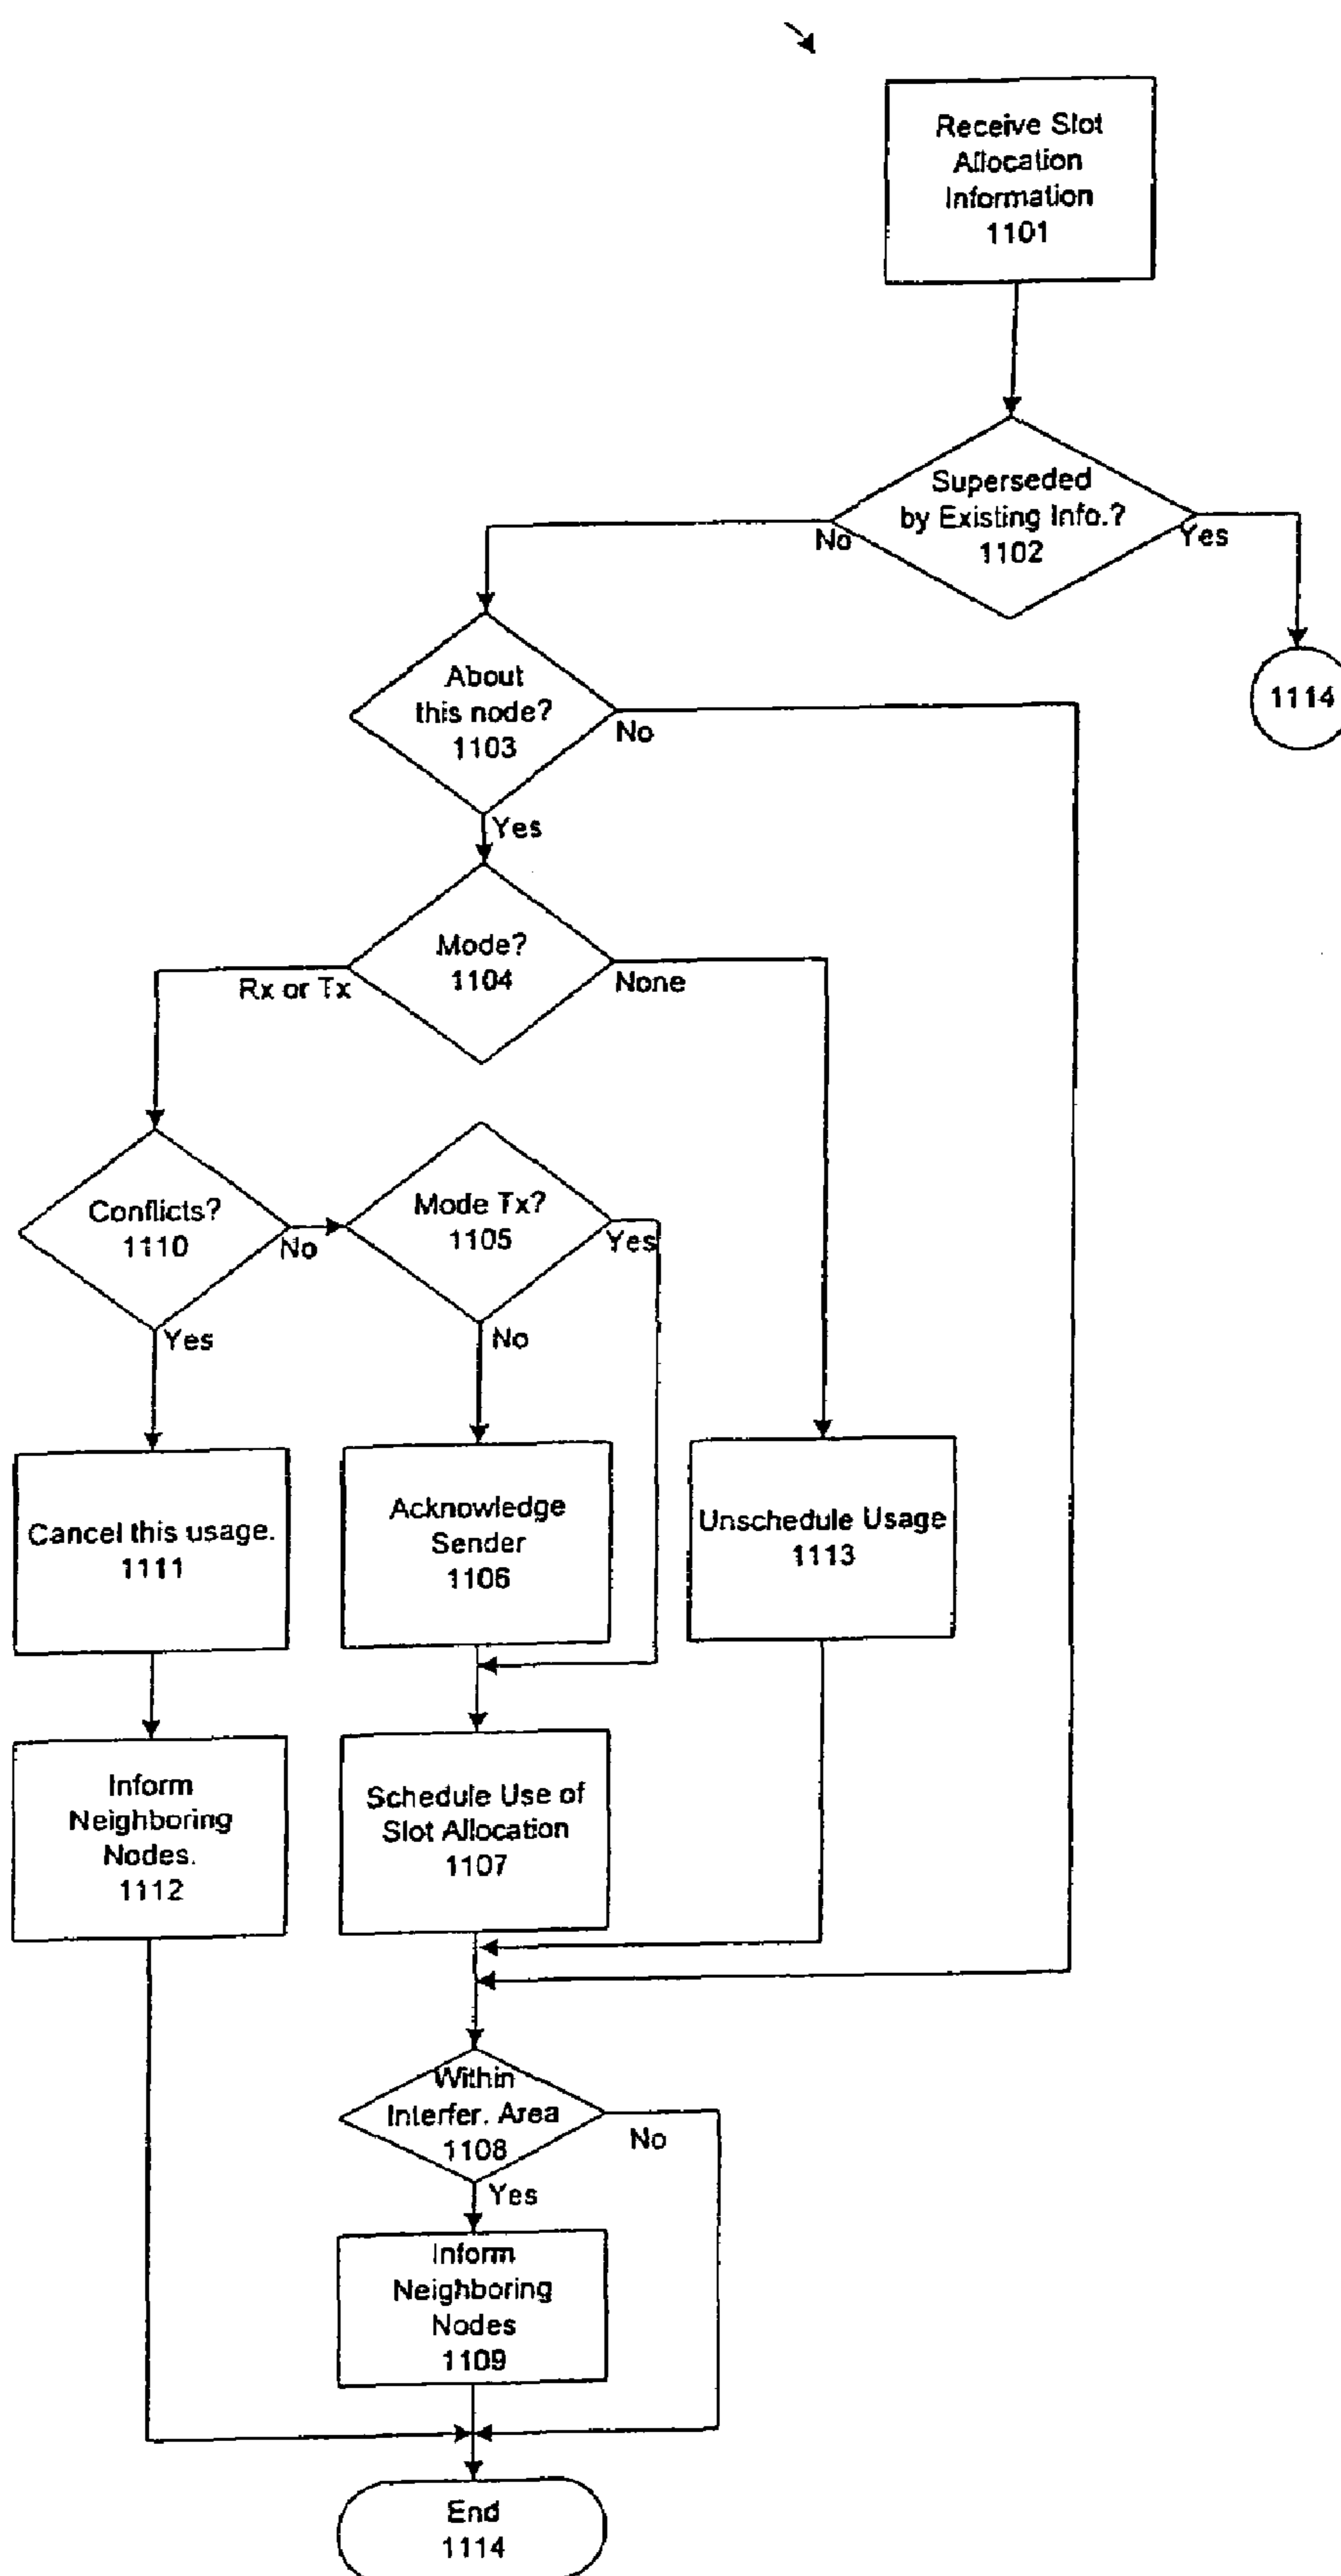 Receive Slot
Allocation
Information
1101
Superseded
by Existing Info.?
1102
No
Yes
1114
About
this node?
1103
No
Yes
Mode?
1104
Rx or Tx
None
Conflicts?
1110
No
Yes
Mode Tx?
1105
Yes
No
Cancel this usage.
1111
Acknowledge
Sender
1106
Unschedule Usage
1113
Inform
Neighboring
Nodes.
1112
Schedule Use of
Slot Allocation
1107
Within
Interfer. Area
1108
No
Yes
Inform
Neighboring
Nodes
1109
End
1114